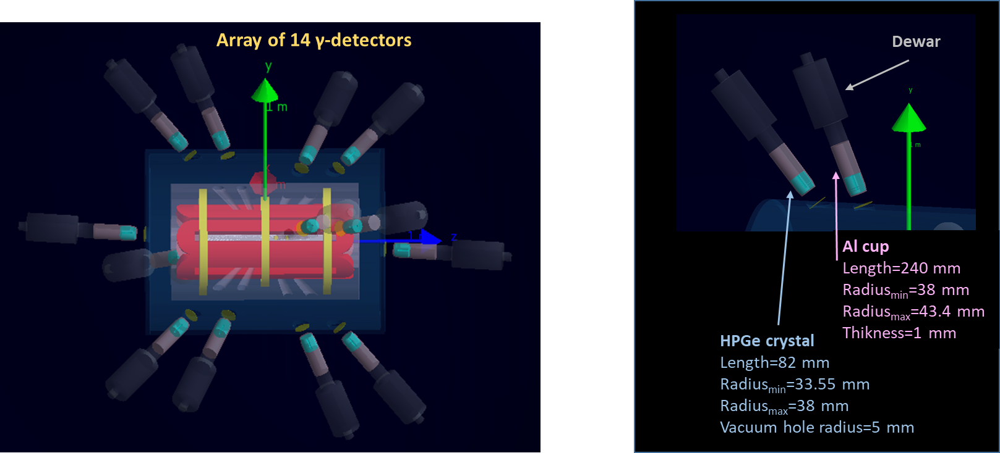 Array of 14 γ-detectors
y
1 m
z
Dewar
y
1 m
Al cup
Length=240 mm
Radiusmin=38 mm
Radiusmax=43.4 mm
Thikness=1 mm
HPGe crystal
Length=82 mm
Radiusmin=33.55 mm
Radiusmax=38 mm
Vacuum hole radius=5 mm